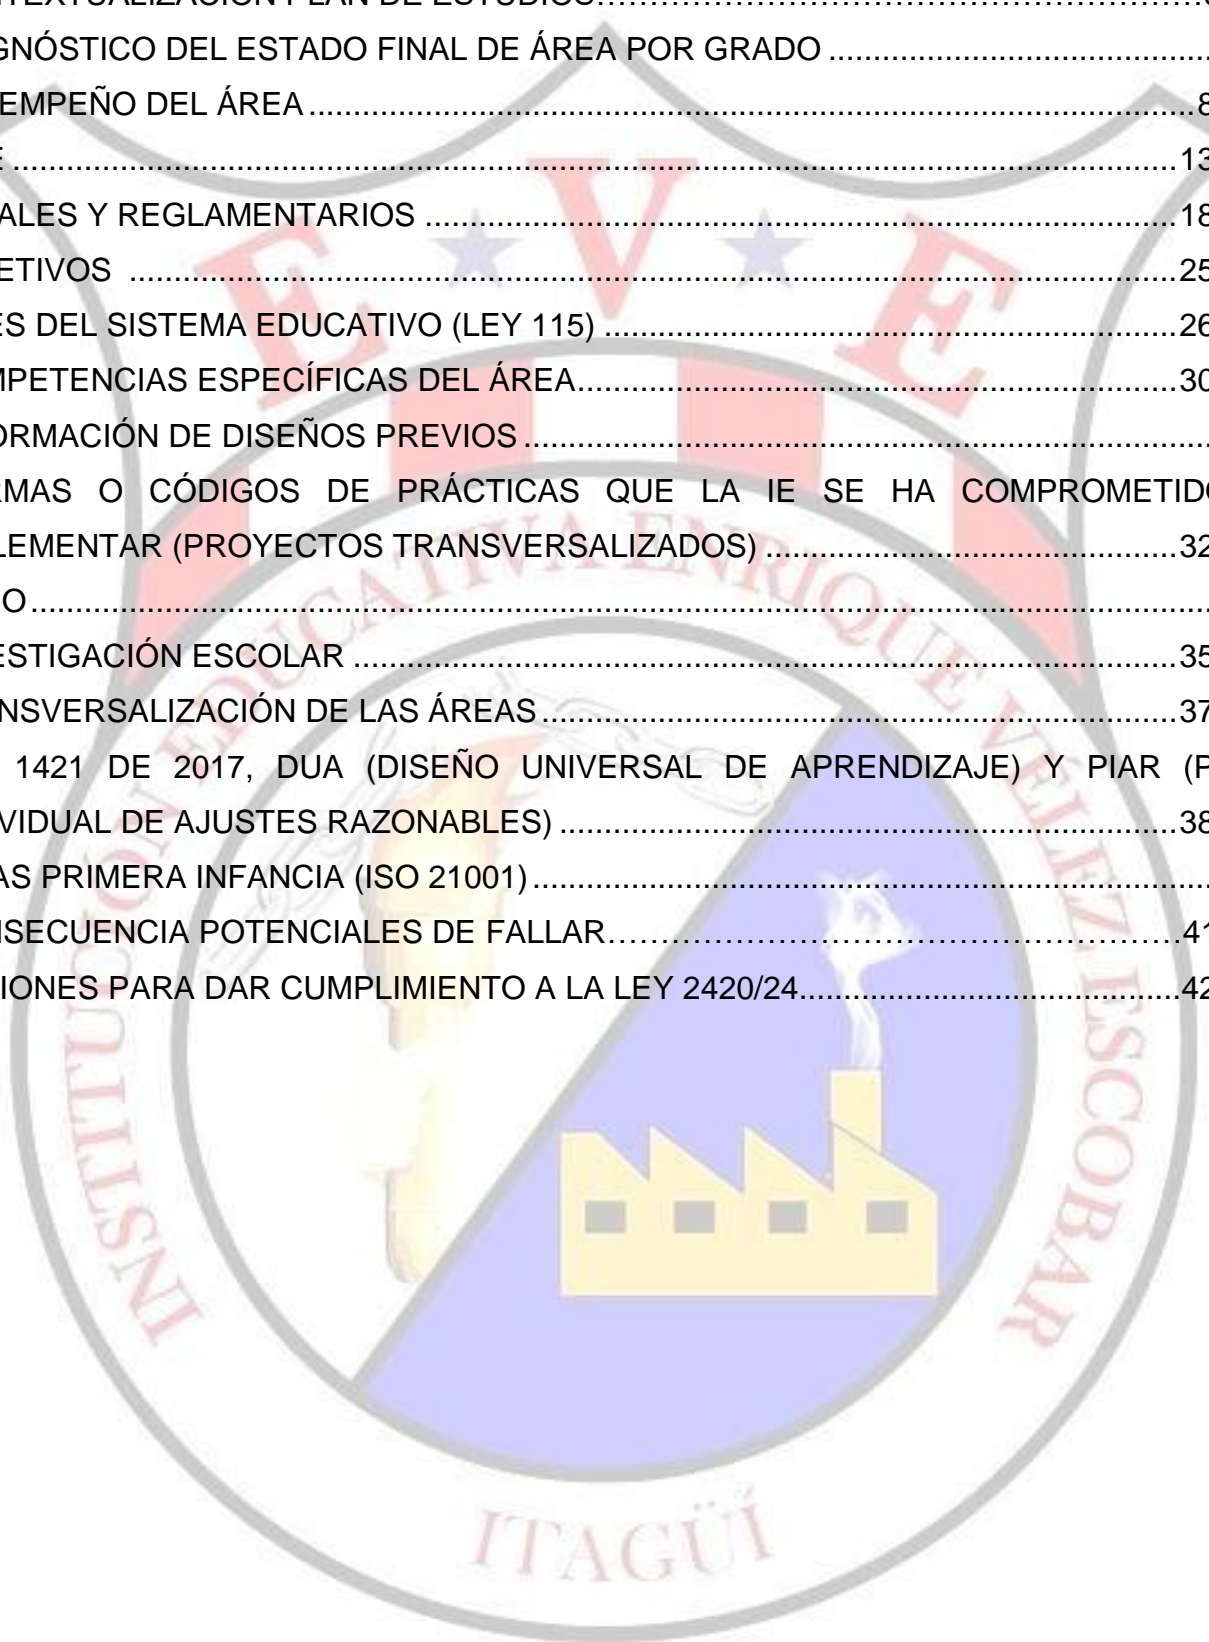 TEXTUALIZACIÓN PLAN DE ESTUDIOS........................................
GNÓSTICO DEL ESTADO FINAL DE ÁREA POR GRADO ........................................
EMPEÑO DEL ÁREA ........................................8
E ........................................13
ALES Y REGLAMENTARIOS ........................................18
ETIVOS ........................................25
ES DEL SISTEMA EDUCATIVO (LEY 115) ........................................26
MPETENCIAS ESPECÍFICAS DEL ÁREA........................................30
ORMACIÓN DE DISEÑOS PREVIOS ........................................
RMAS O CÓDIGOS DE PRÁCTICAS QUE LA IE SE HA COMPROMETIDO
LEMENTAR (PROYECTOS TRANSVERSALIZADOS) ........................................32
O ........................................
ESTIGACIÓN ESCOLAR ........................................35
NSVERSALIZACIÓN DE LAS ÁREAS ........................................37
1421 DE 2017, DUA (DISEÑO UNIVERSAL DE APRENDIZAJE) Y PIAR (P
VIDUAL DE AJUSTES RAZONABLES) ........................................38
AS PRIMERA INFANCIA (ISO 21001) ........................................
NSECUENCIA POTENCIALES DE FALLAR........................................41
IONES PARA DAR CUMPLIMIENTO A LA LEY 2420/24........................................42
E V E
INSTITUCIÓN EDUCATIVA ENRIQUE VÉLEZ ESCOBAR
ITAGÜÍ